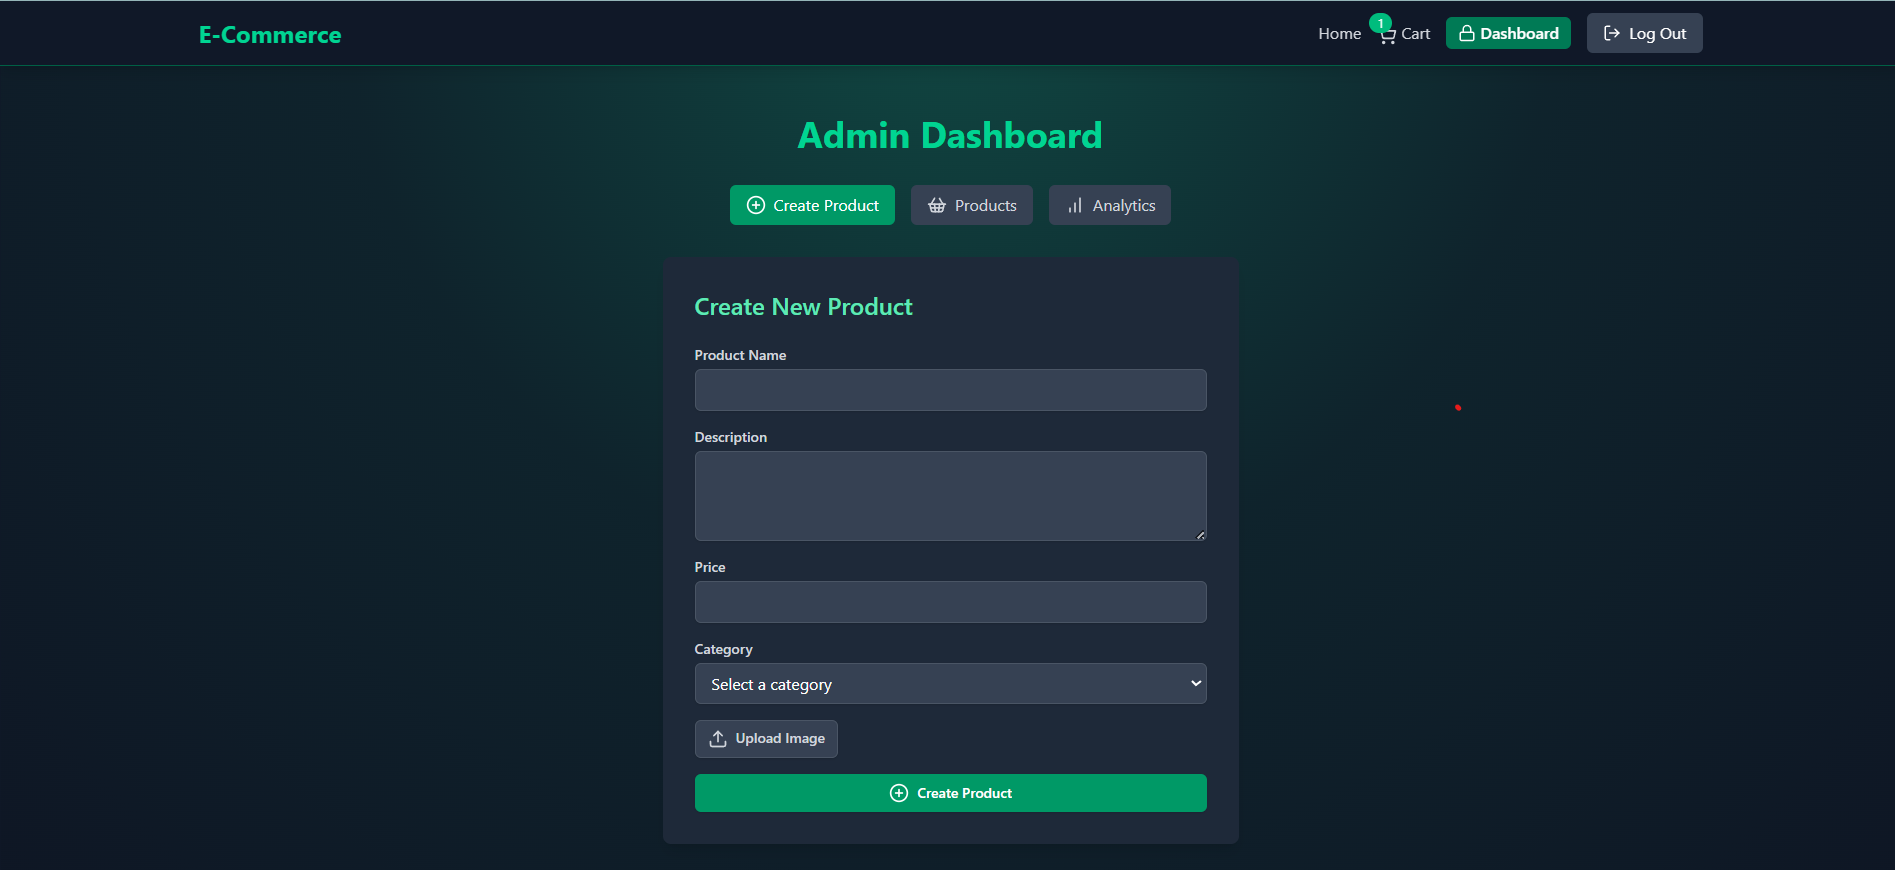 E-Commerce
Home 1 Cart Dashboard Log Out
Admin Dashboard
Create Product Products Analytics
Create New Product
Product Name
Description
Price
Category
Select a category
Upload Image
Create Product